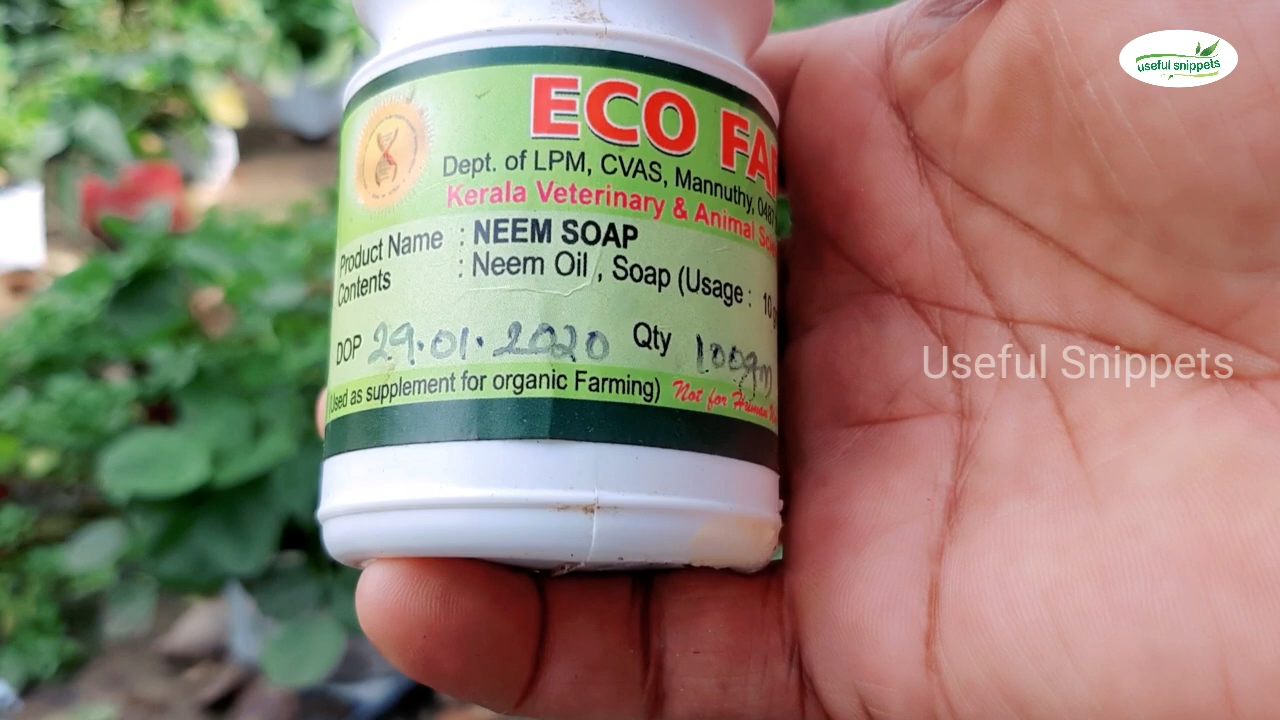 useful snippets
ECO
Dept. of LPM, CVAS, Mannuthy,
Kerala Veterinary & Animal
Product Name : NEEM SOAP
Contents : Neem Oil , Soap (Usage : 10
DOP 29.01.2020 Qty 100gm
Used as supplement for organic Farming) Not for Human
Useful Snippets